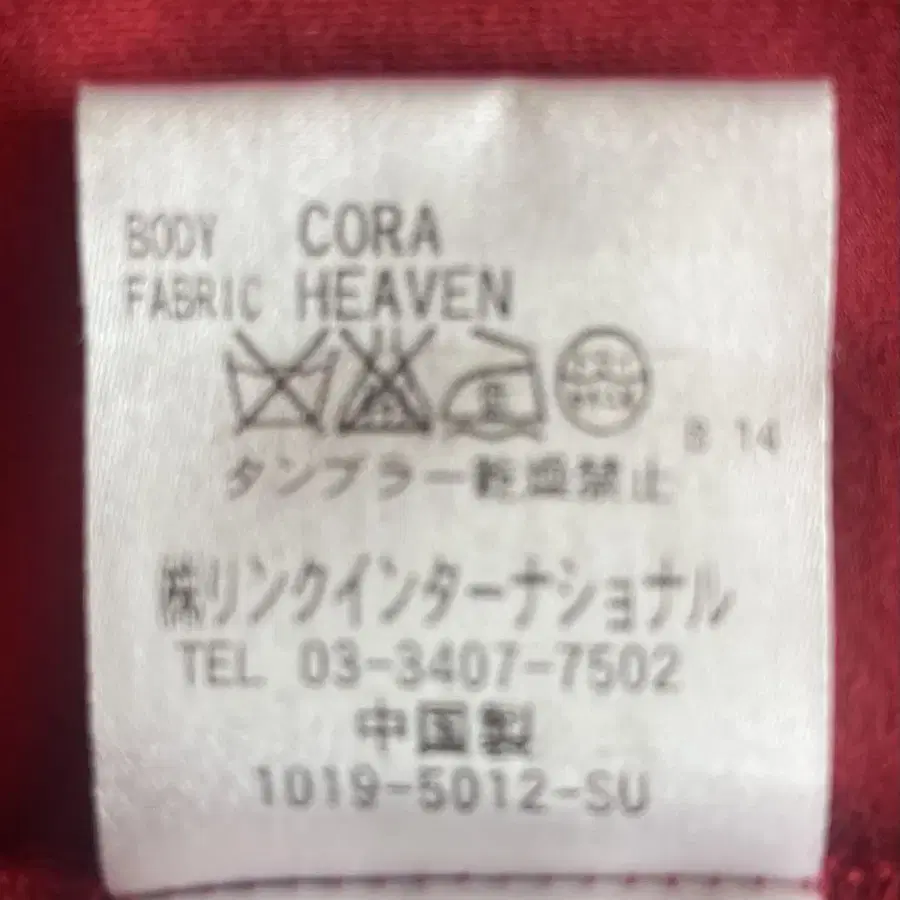 BODY CORA
FABRIC HEAVEN
B 14
タンブラー乾燥禁止
㈱リンクインターナショナル
TEL 03-3407-7502
中国製
1019-5012-SU